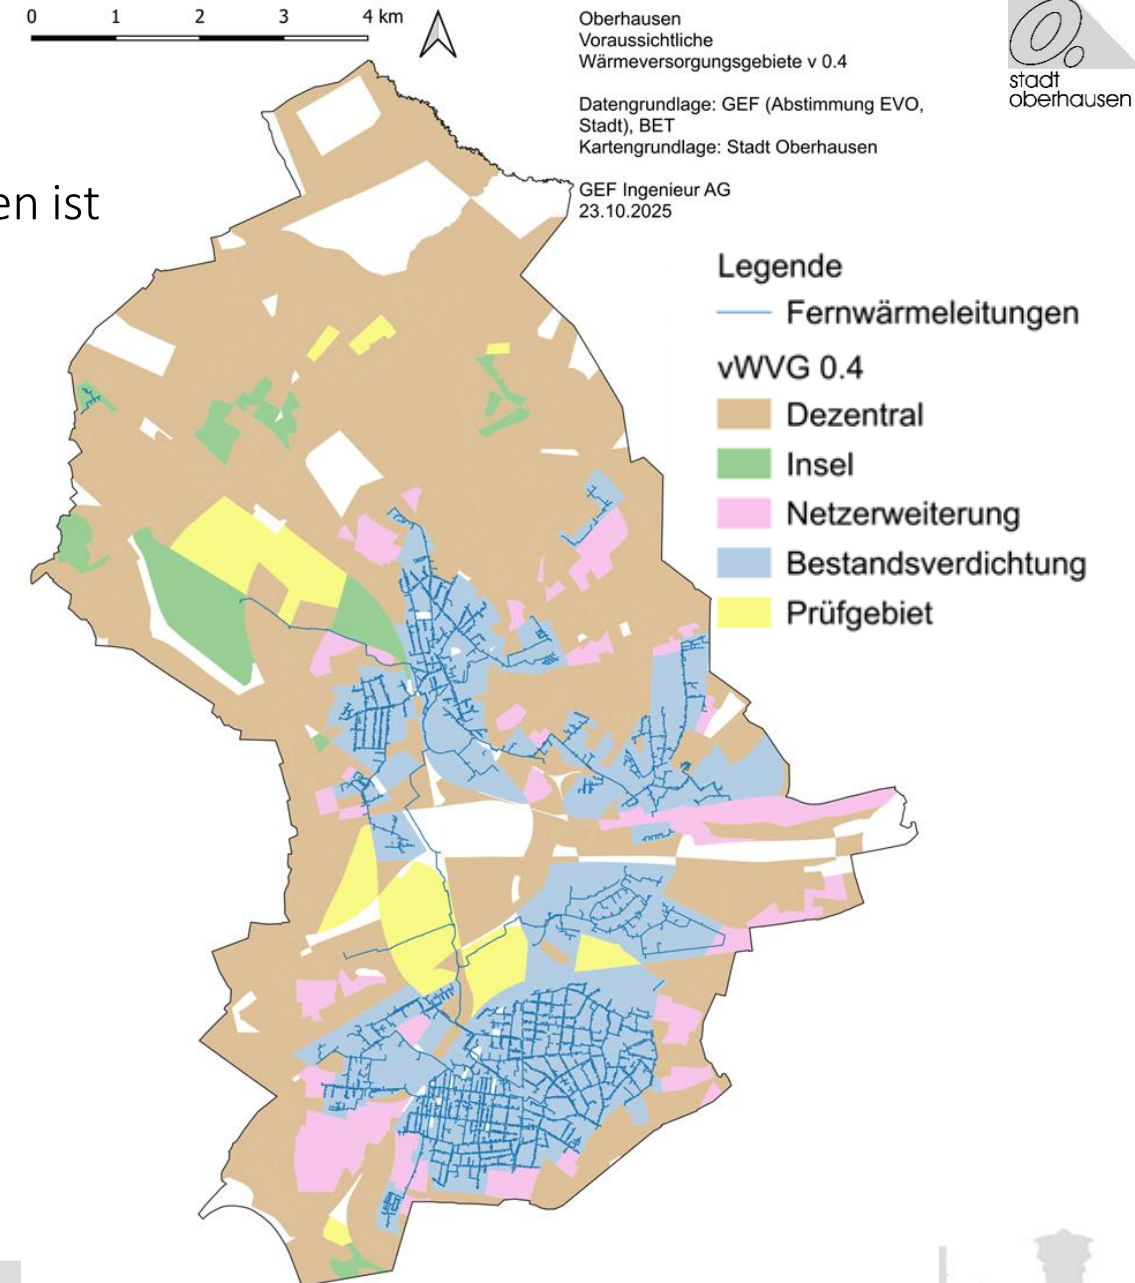 0 1 2 3 4 km
Oberhausen
Voraussichtliche
Wärmeversorgungsgebiete v 0.4
Datengrundlage: GEF (Abstimmung EVO,
Stadt), BET
Kartengrundlage: Stadt Oberhausen
GEF Ingenieur AG
23.10.2025
stadt
oberhausen
en ist
Legende
Fernwärmeleitungen
vWVG 0.4
Dezentral
Insel
Netzerweiterung
Bestandsverdichtung
Prüfgebiet